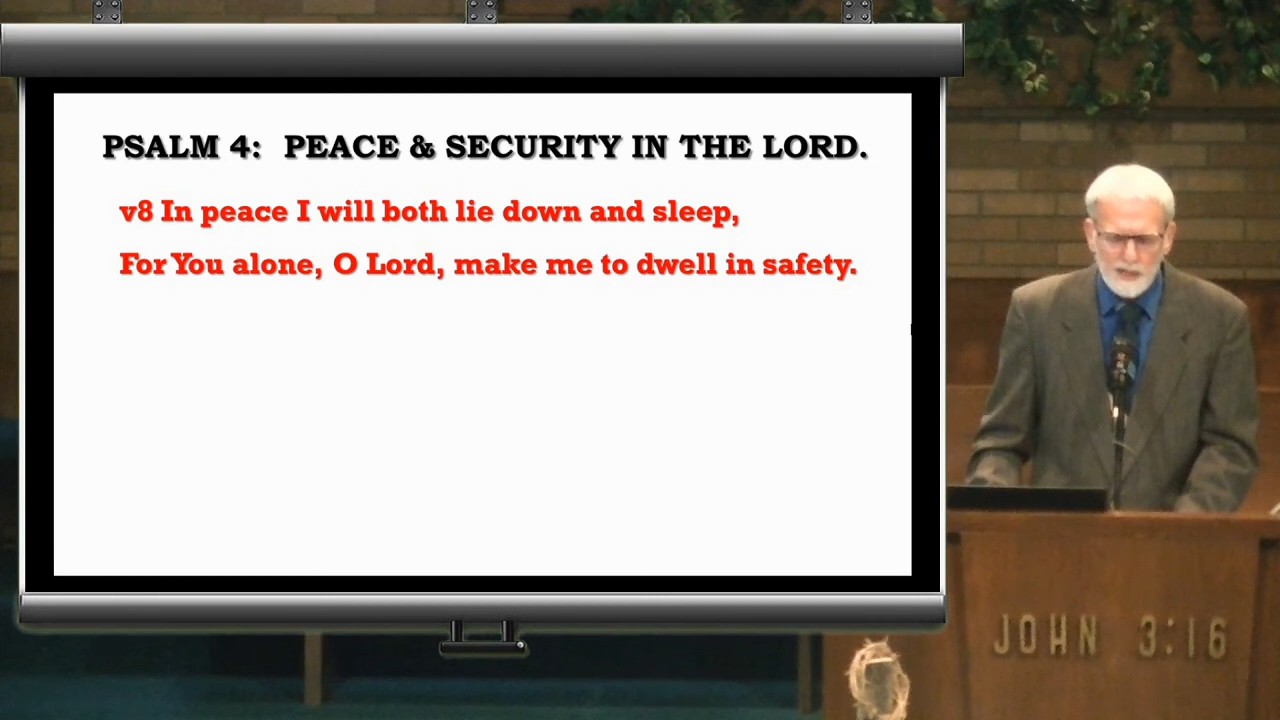 PSALM 4: PEACE & SECURITY IN THE LORD.
v8 In peace I will both lie down and sleep,
For You alone, O Lord, make me to dwell in safety.
JOHN 3:16